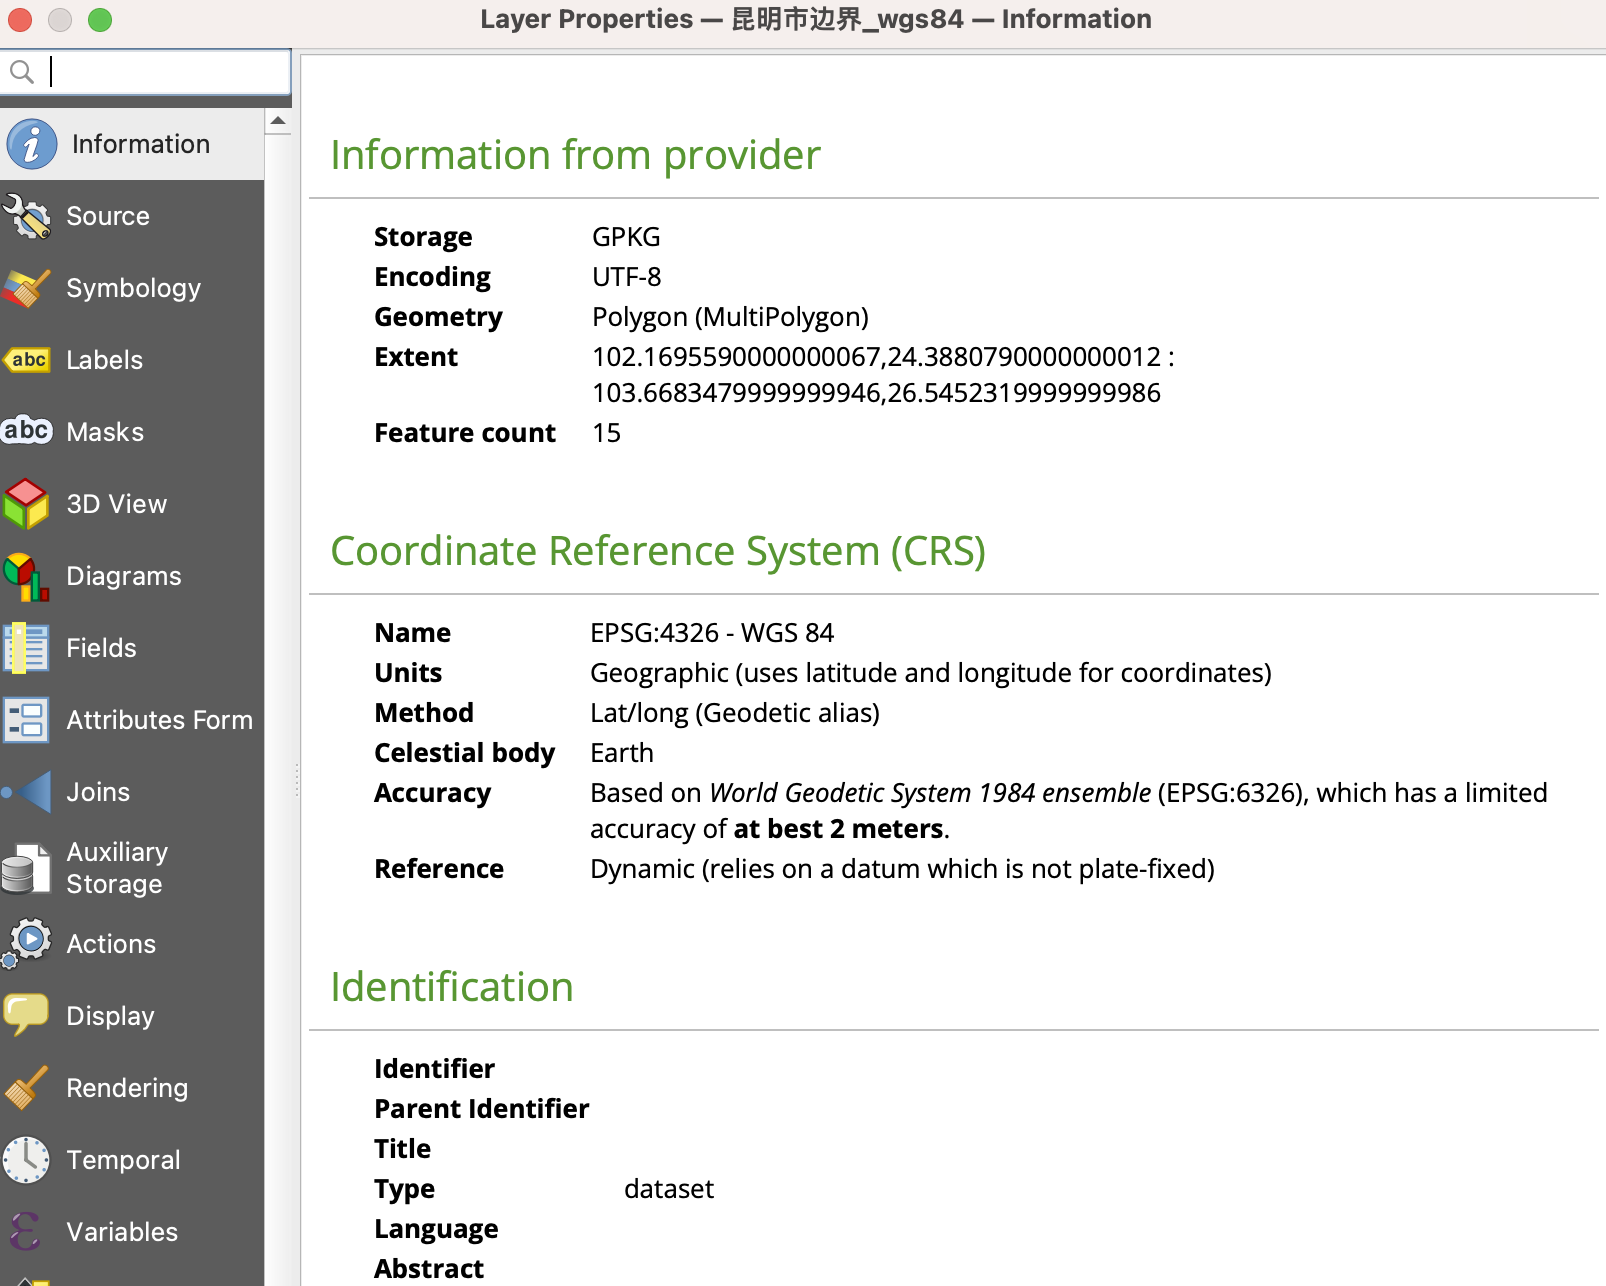 Layer Properties — 昆明市边界_wgs84 — Information
Information
Source
Symbology
abc Labels
abc Masks
3D View
Diagrams
Fields
Attributes Form
Joins
Auxiliary
Storage
Actions
Display
Rendering
Temporal
Variables
Information from provider
Storage GPKG
Encoding UTF-8
Geometry Polygon (MultiPolygon)
Extent 102.1695590000000067,24.3880790000000012 :
103.6683479999999946,26.5452319999999986
Feature count 15
Coordinate Reference System (CRS)
Name EPSG:4326 - WGS 84
Units Geographic (uses latitude and longitude for coordinates)
Method Lat/long (Geodetic alias)
Celestial body Earth
Accuracy Based on World Geodetic System 1984 ensemble (EPSG:6326), which has a limited
accuracy of at best 2 meters.
Reference Dynamic (relies on a datum which is not plate-fixed)
Identification
Identifier
Parent Identifier
Title
Type dataset
Language
Abstract